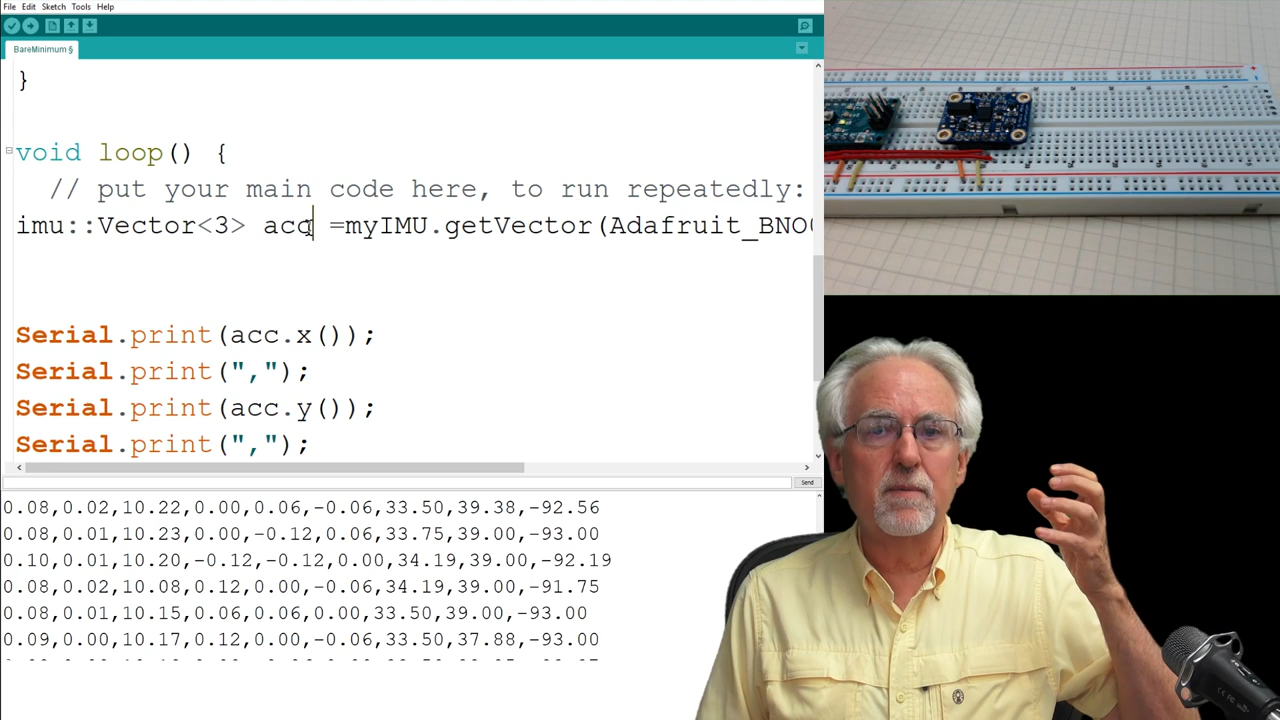 File Edit Sketch Tools Help
BareMinimum §
}
void loop() {
// put your main code here, to run repeatedly:
imu::Vector<3> acc =myIMU.getVector(Adafruit_BNO0
Serial.print(acc.x());
Serial.print(",");
Serial.print(acc.y());
Serial.print(",");
Send
0.08,0.02,10.22,0.00,0.06,-0.06,33.50,39.38,-92.56
0.08,0.01,10.23,0.00,-0.12,0.06,33.75,39.00,-93.00
0.10,0.01,10.20,-0.12,-0.12,0.00,34.19,39.00,-92.19
0.08,0.02,10.08,0.12,0.00,-0.06,34.19,39.00,-91.75
0.08,0.01,10.15,0.06,0.06,0.00,33.50,39.00,-93.00
0.09,0.00,10.17,0.12,0.00,-0.06,33.50,37.88,-93.00